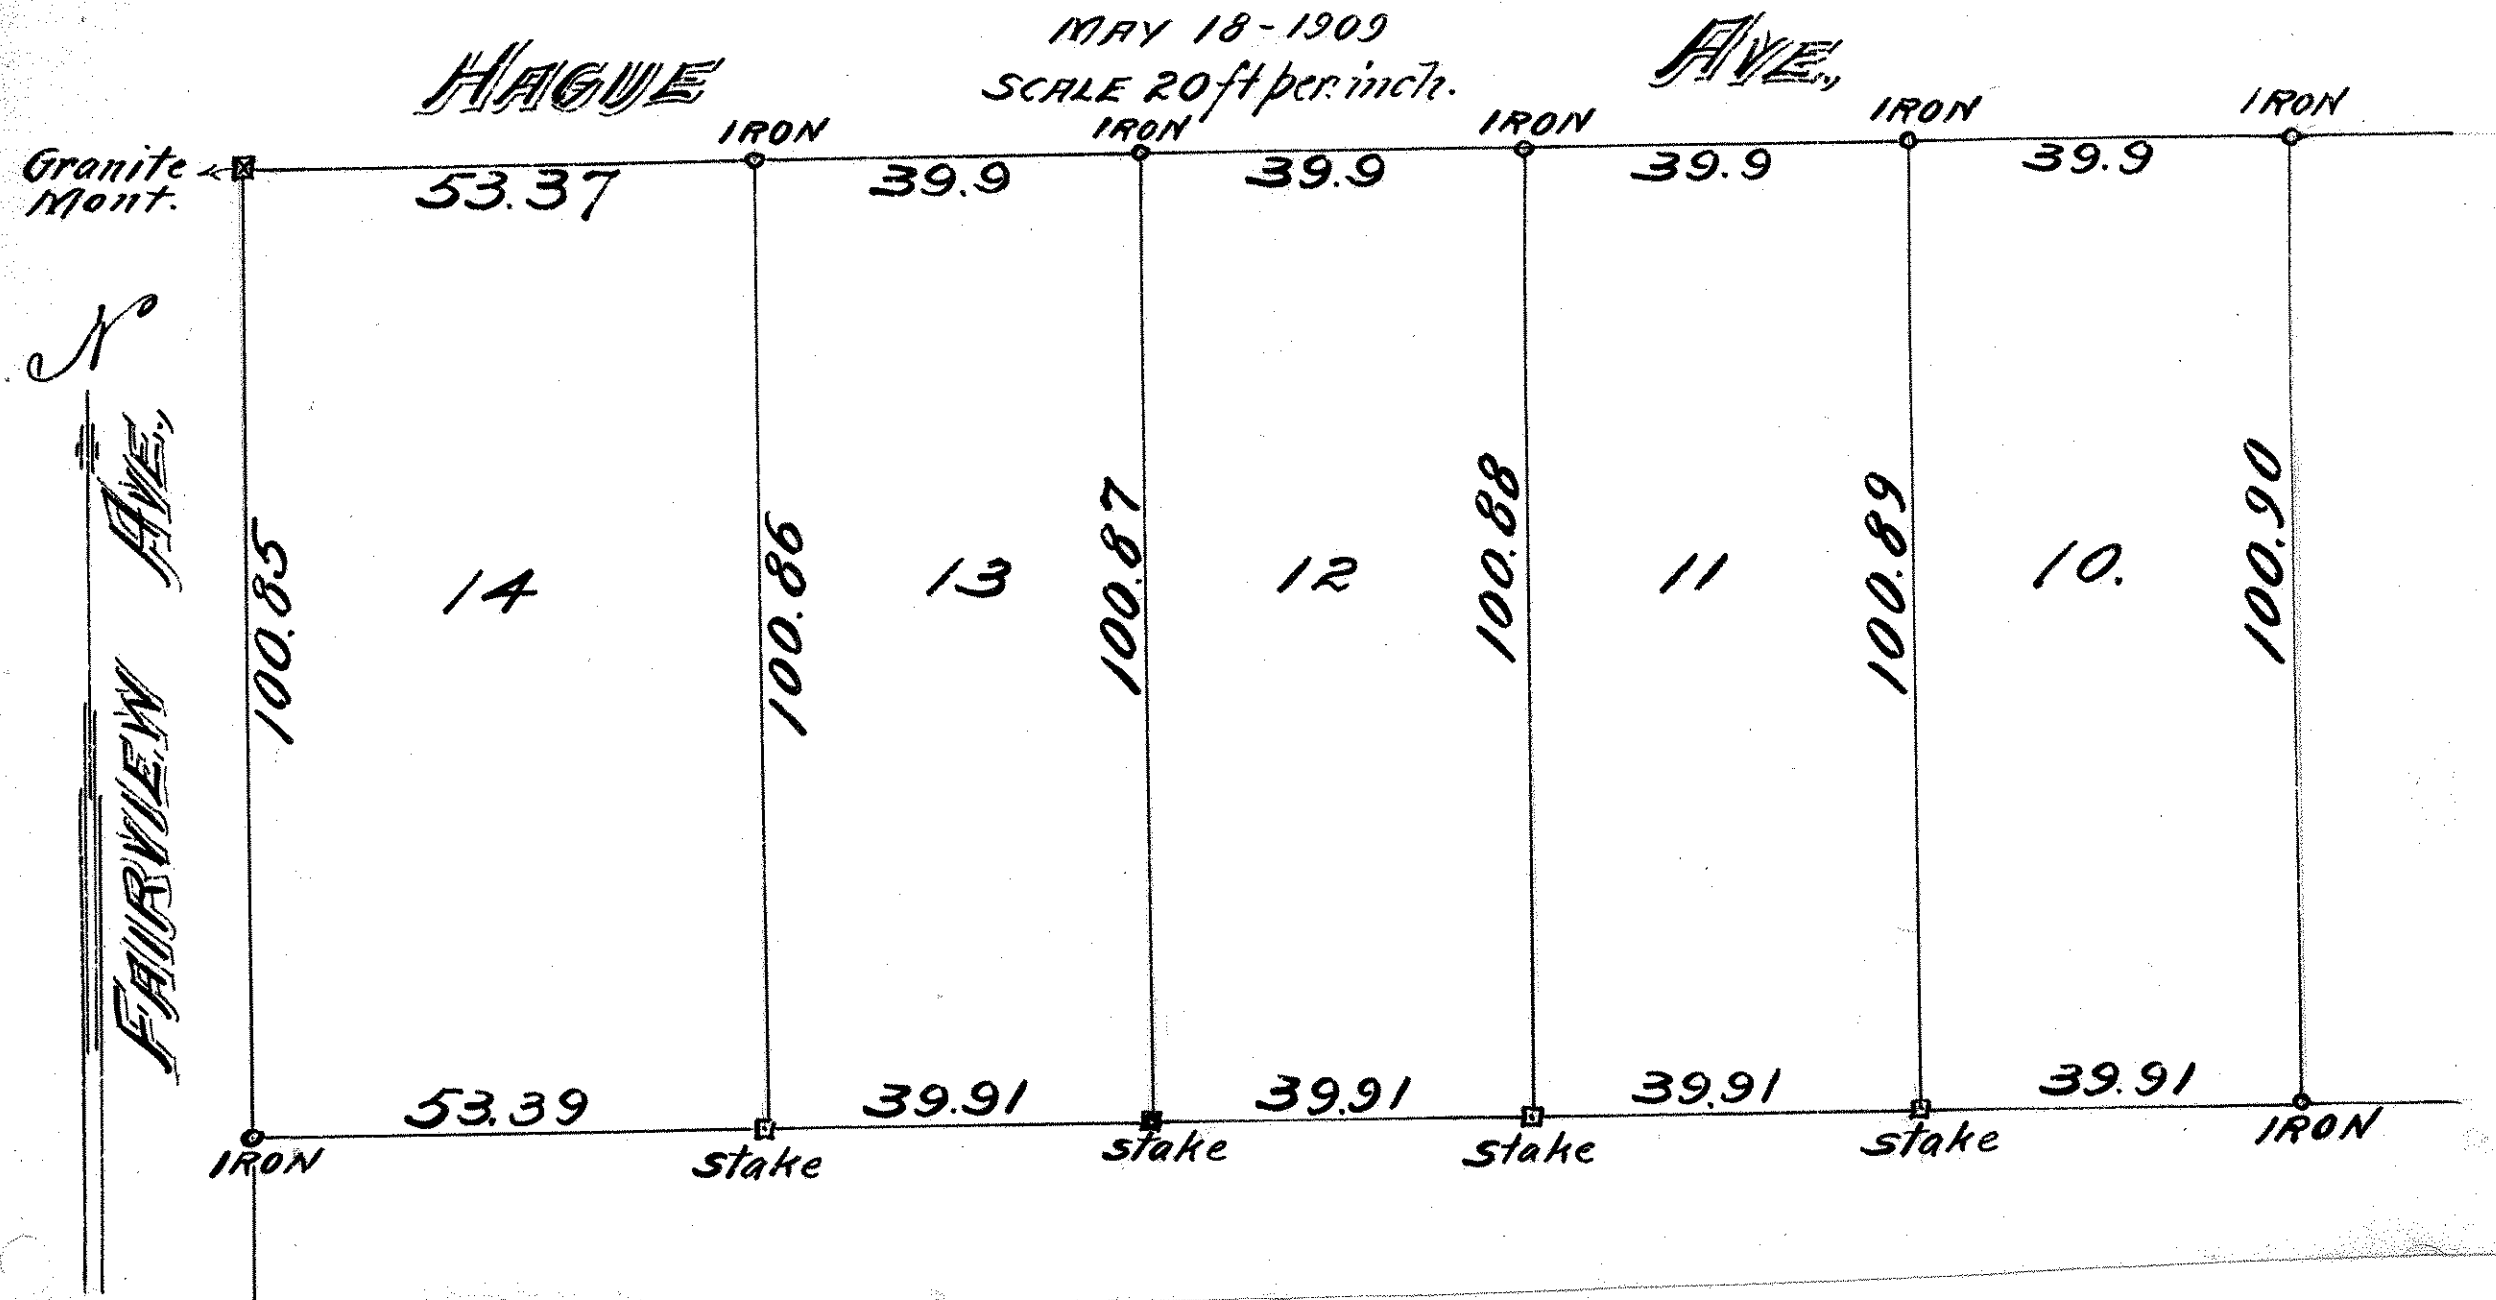 MAY 18-1909
HAGUE AVE.,
SCALE 20ft per. inch.
IRON IRON IRON IRON IRON
Granite
Mont.
53.37 39.9 39.9 39.9 39.9
N
FAIRVIEW AVE.,
100.85 14 100.86 13 100.87 12 100.88 11 100.89 10. 100.90
53.39 39.91 39.91 39.91 39.91
IRON stake stake stake stake IRON